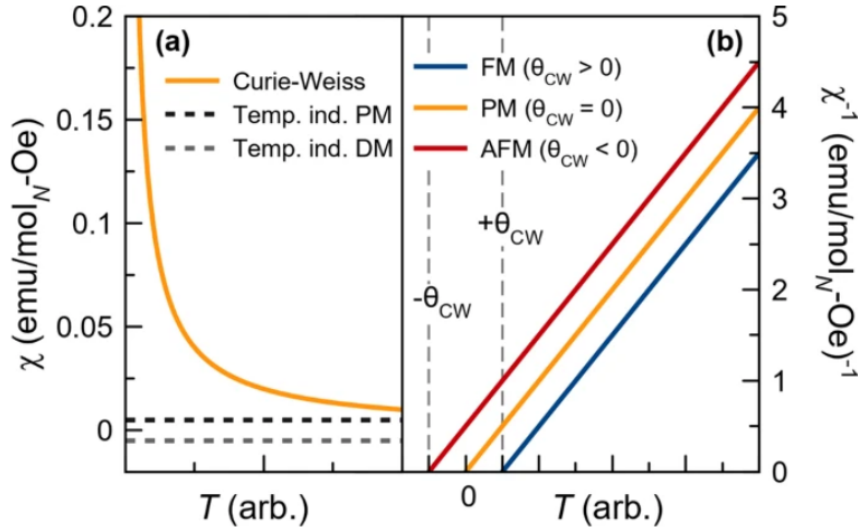 (a)
χ (emu/mol_N-Oe)
0.2
0.15
0.1
0.05
0
Curie-Weiss
Temp. ind. PM
Temp. ind. DM
T (arb.)
(b)
FM (θ_CW > 0)
PM (θ_CW = 0)
AFM (θ_CW < 0)
+θ_CW
-θ_CW
0
T (arb.)
5
4
3
2
1
0
χ⁻¹ (emu/mol_N-Oe)⁻¹